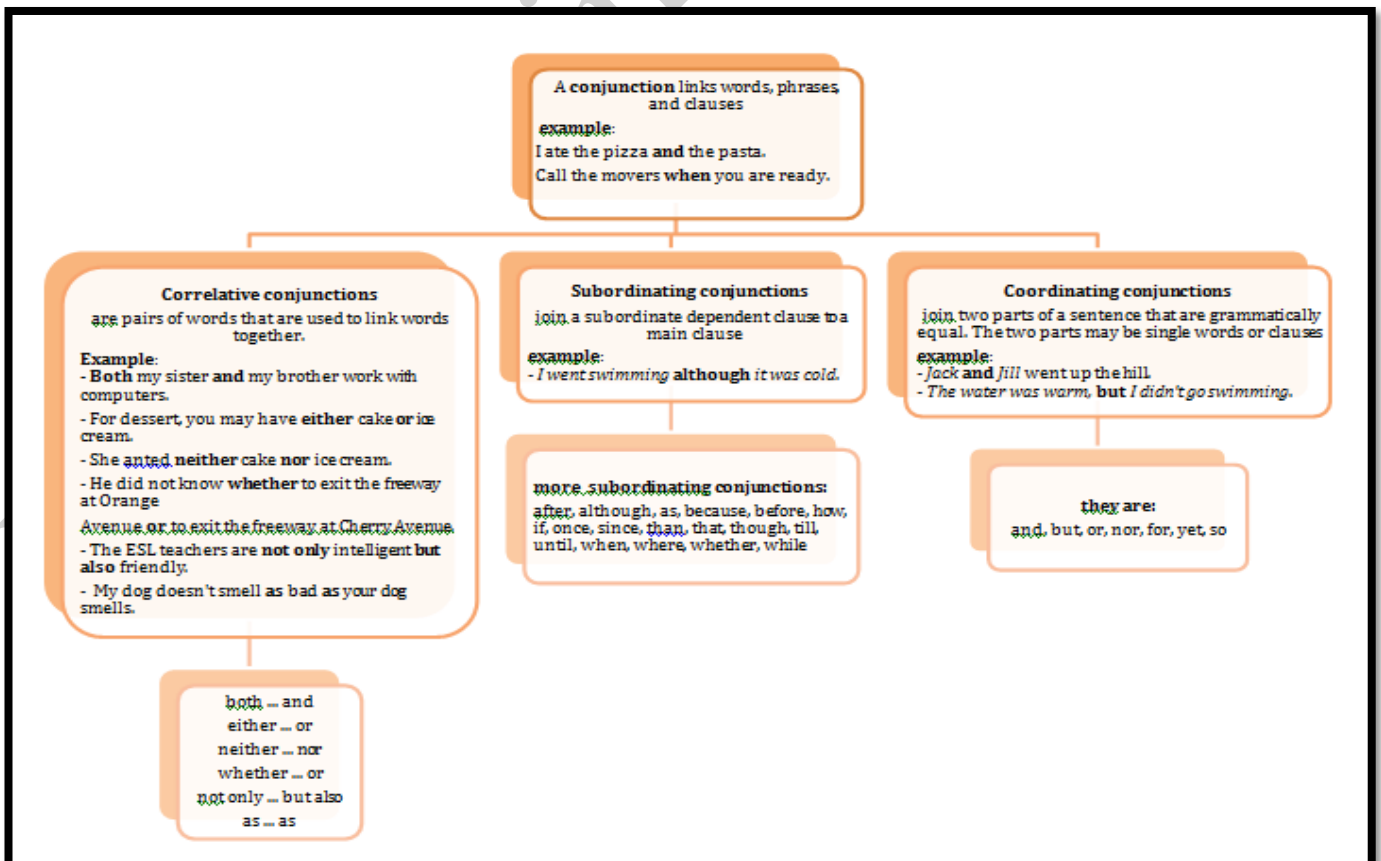 A conjunction links words, phrases,
and clauses
example:
I ate the pizza and the pasta.
Call the movers when you are ready.
Correlative conjunctions
are pairs of words that are used to link words
together.
Example:
- Both my sister and my brother work with
computers.
- For dessert, you may have either cake or ice
cream.
- She anted neither cake nor ice cream.
- He did not know whether to exit the freeway
at Orange
Avenue or to exit the freeway at Cherry Avenue.
- The ESL teachers are not only intelligent but
also friendly.
- My dog doesn't smell as bad as your dog
smells.
both ... and
either ... or
neither ... nor
whether ... or
not only ... but also
as ... as
Subordinating conjunctions
join a subordinate dependent clause to a
main clause
example:
- I went swimming although it was cold.
more subordinating conjunctions:
after, although, as, because, before, how,
if, once, since, than, that, though, till,
until, when, where, whether, while
Coordinating conjunctions
join two parts of a sentence that are grammatically
equal. The two parts may be single words or clauses
example:
- Jack and Jill went up the hill.
- The water was warm, but I didn't go swimming.
they are:
and, but, or, nor, for, yet, so